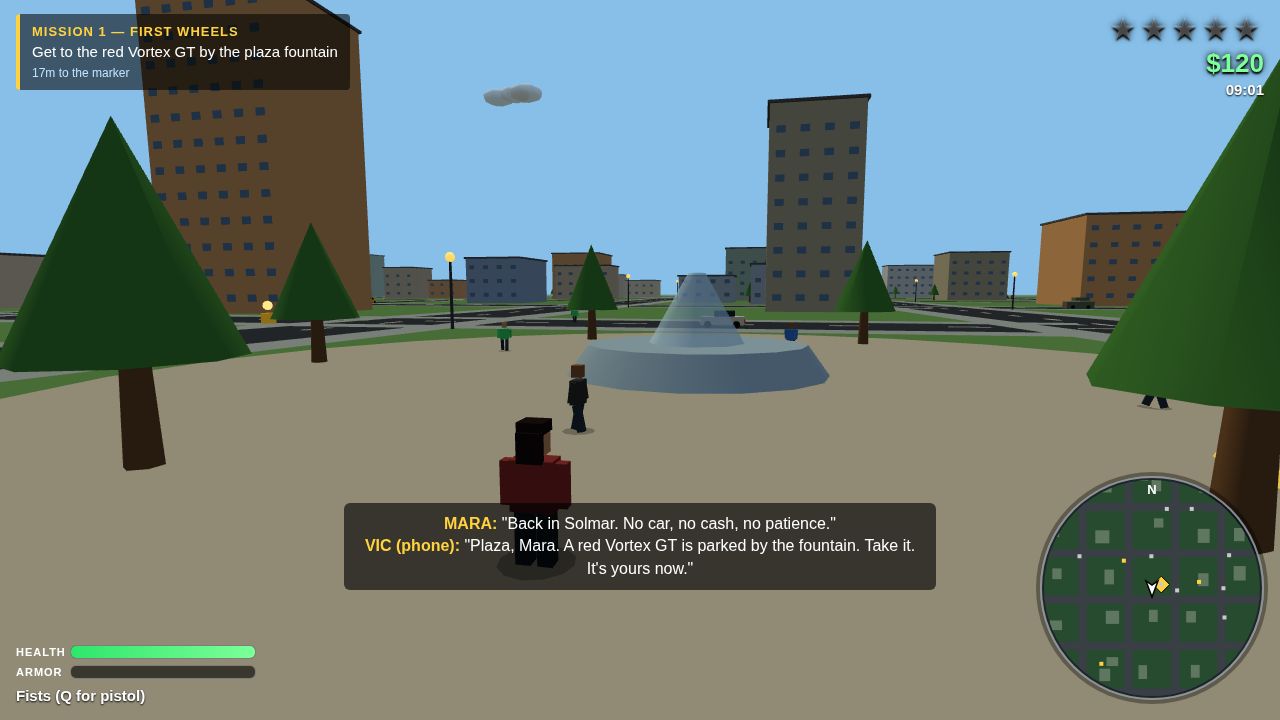 MISSION 1 — FIRST WHEELS
Get to the red Vortex GT by the plaza fountain
17m to the marker
$120
09:01
MARA: "Back in Solmar. No car, no cash, no patience."
VIC (phone): "Plaza, Mara. A red Vortex GT is parked by the fountain. Take it.
It's yours now."
N
HEALTH
ARMOR
Fists (Q for pistol)